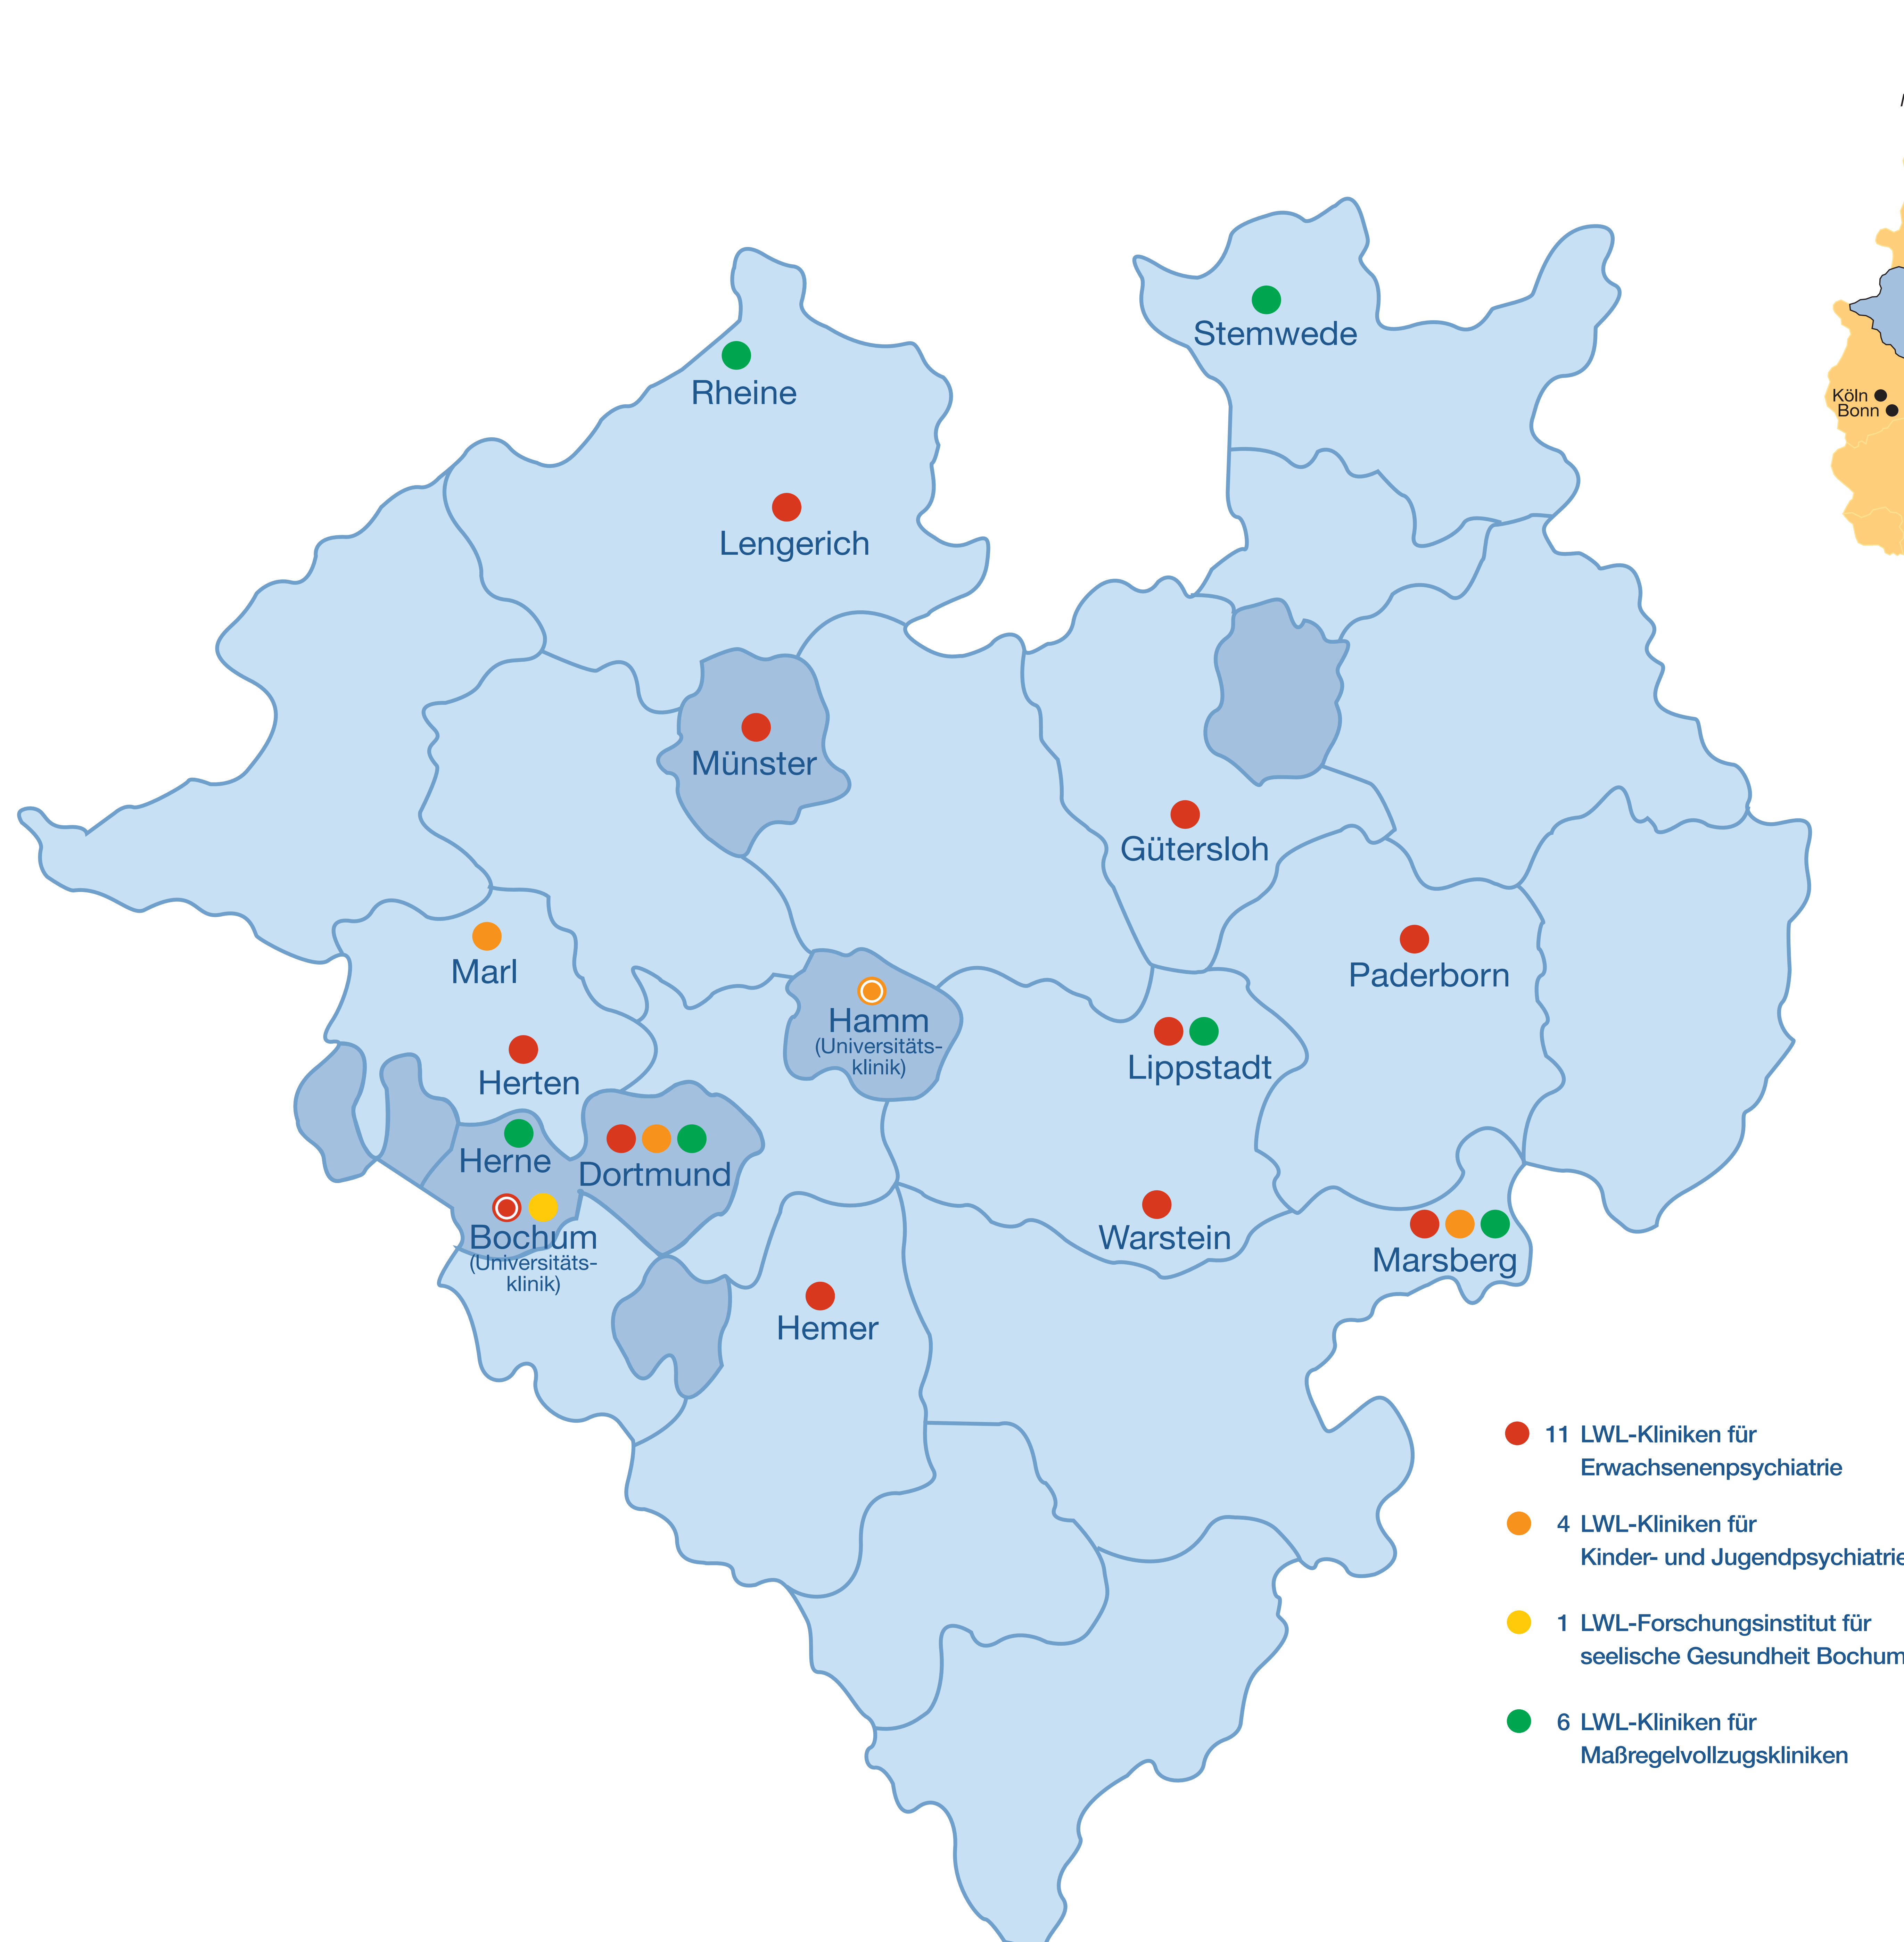 Stemwede
Rheine
Köln
Bonn
Lengerich
Münster
Gütersloh
Marl
Paderborn
Hamm
(Universitäts-
klinik)
Lippstadt
Herten
Herne
Dortmund
Bochum
(Universitäts-
klinik)
Warstein
Marsberg
Hemer
11 LWL-Kliniken für
Erwachsenenpsychiatrie
4 LWL-Kliniken für
Kinder- und Jugendpsychiatrie
1 LWL-Forschungsinstitut für
seelische Gesundheit Bochum
6 LWL-Kliniken für
Maßregelvollzugskliniken